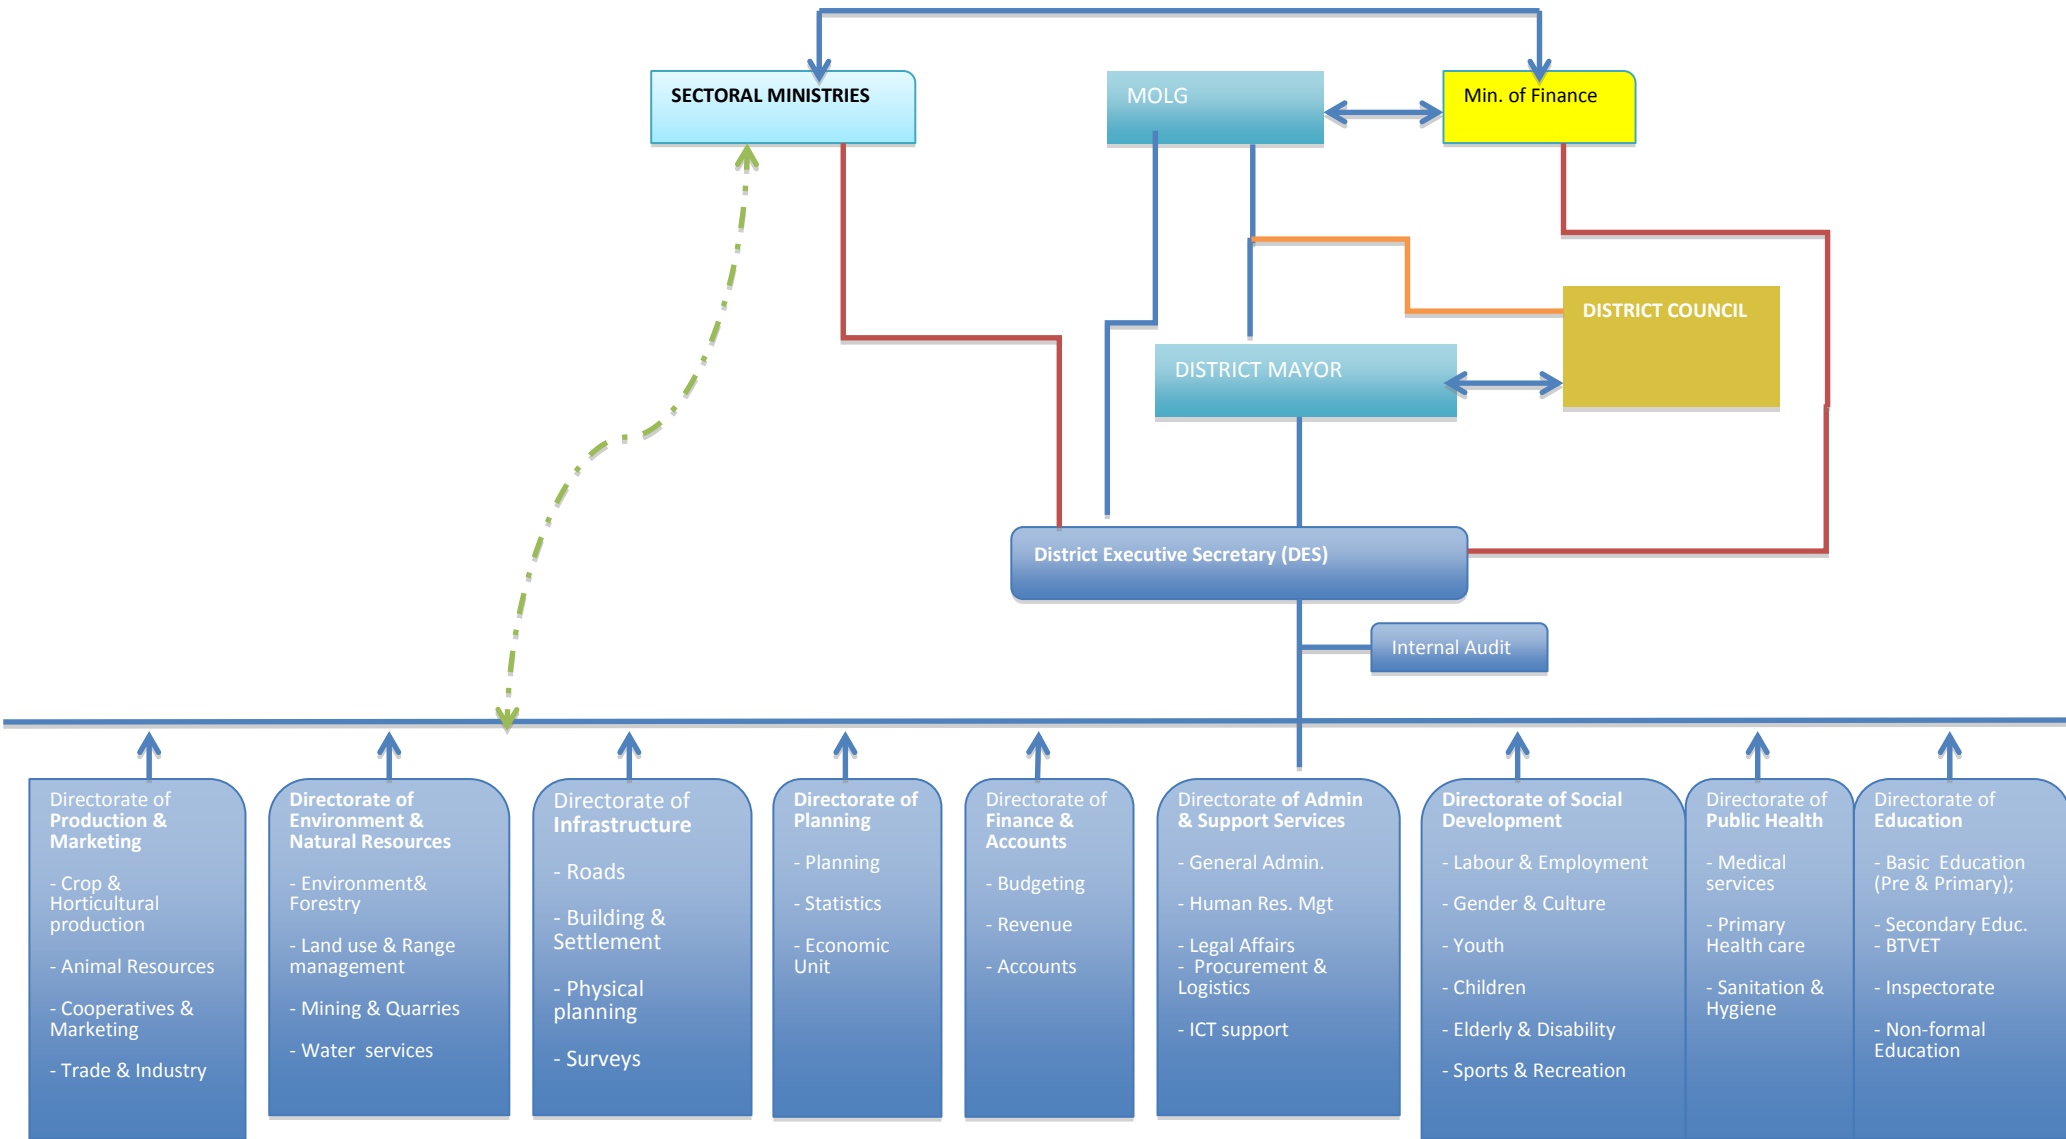 SECTORAL MINISTRIES
MOLG
Min. of Finance
DISTRICT COUNCIL
DISTRICT MAYOR
District Executive Secretary (DES)
Internal Audit
Directorate of
Production &
Marketing
- Crop &
Horticultural
production
- Animal Resources
- Cooperatives &
Marketing
- Trade & Industry
Directorate of
Environment &
Natural Resources
- Environment&
Forestry
- Land use & Range
management
- Mining & Quarries
- Water services
Directorate of
Infrastructure
- Roads
- Building &
Settlement
- Physical
planning
- Surveys
Directorate of
Planning
- Planning
- Statistics
- Economic
Unit
Directorate of
Finance &
Accounts
- Budgeting
- Revenue
- Accounts
Directorate of Admin
& Support Services
- General Admin.
- Human Res. Mgt
- Legal Affairs
- Procurement &
Logistics
- ICT support
Directorate of Social
Development
- Labour & Employment
- Gender & Culture
- Youth
- Children
- Elderly & Disability
- Sports & Recreation
Directorate of
Public Health
- Medical
services
- Primary
Health care
- Sanitation &
Hygiene
Directorate of
Education
- Basic Education
(Pre & Primary);
- Secondary Educ.
- BTVET
- Inspectorate
- Non-formal
Education